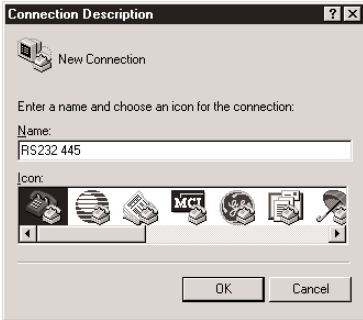 Connection Description
New Connection
Enter a name and choose an icon for the connection:
Name:
RS232 445
Icon:
MCI
OK
Cancel